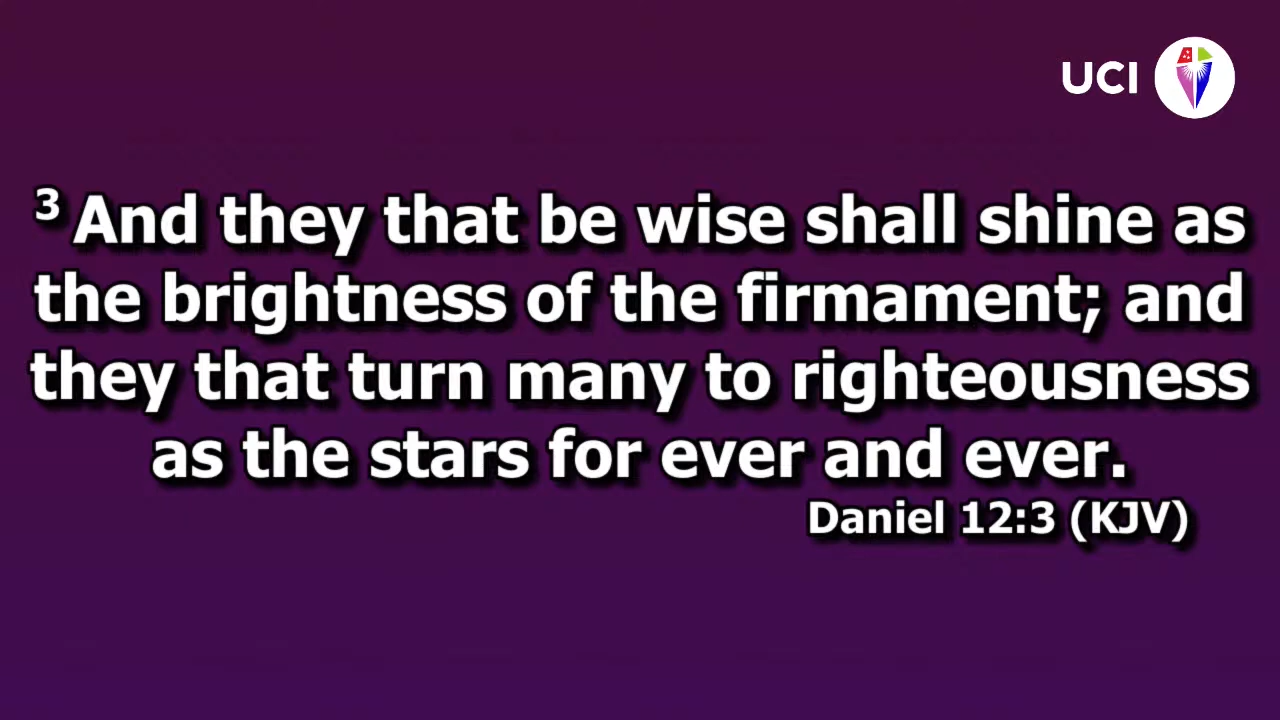 UCI
3 And they that be wise shall shine as
the brightness of the firmament; and
they that turn many to righteousness
as the stars for ever and ever.
Daniel 12:3 (KJV)